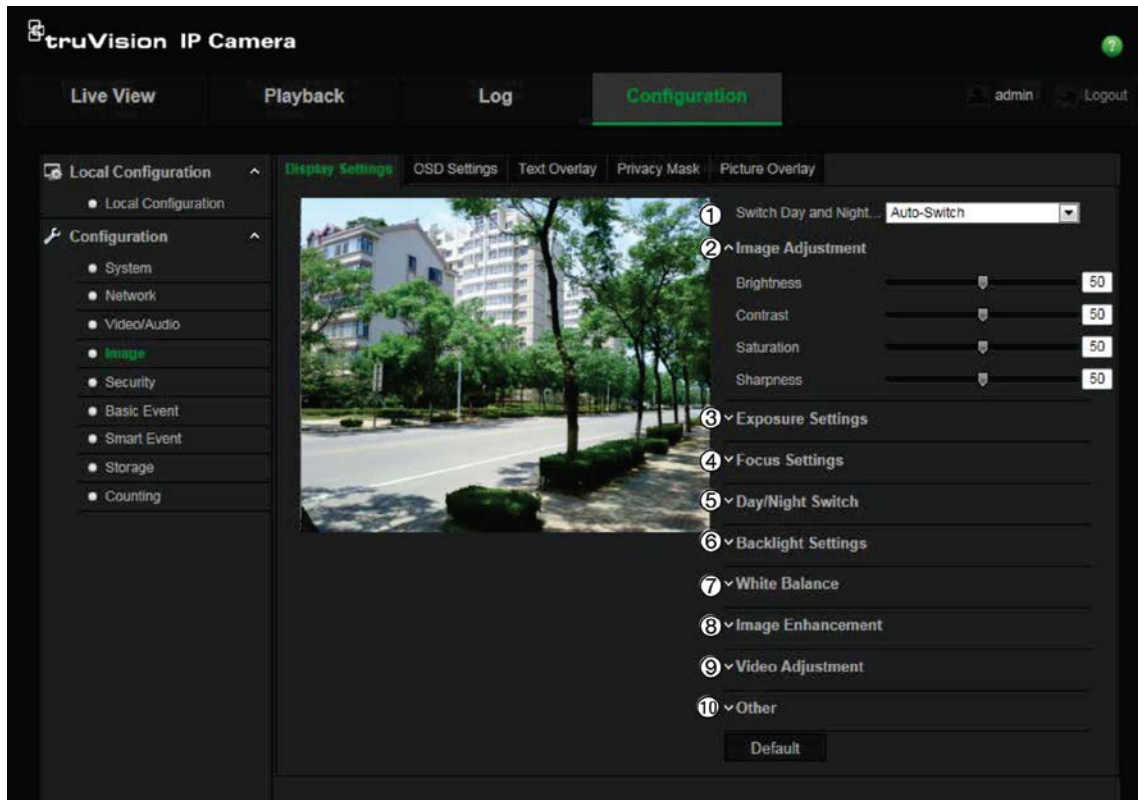 truVision IP Camera
?
Live View Playback Log Configuration admin Logout
Local Configuration
Local Configuration
Configuration
System
Network
Video/Audio
Image
Security
Basic Event
Smart Event
Storage
Counting
Display Settings OSD Settings Text Overlay Privacy Mask Picture Overlay
① Switch Day and Night... Auto-Switch
② Image Adjustment
Brightness 50
Contrast 50
Saturation 50
Sharpness 50
③ Exposure Settings
④ Focus Settings
⑤ Day/Night Switch
⑥ Backlight Settings
⑦ White Balance
⑧ Image Enhancement
⑨ Video Adjustment
⑩ Other
Default